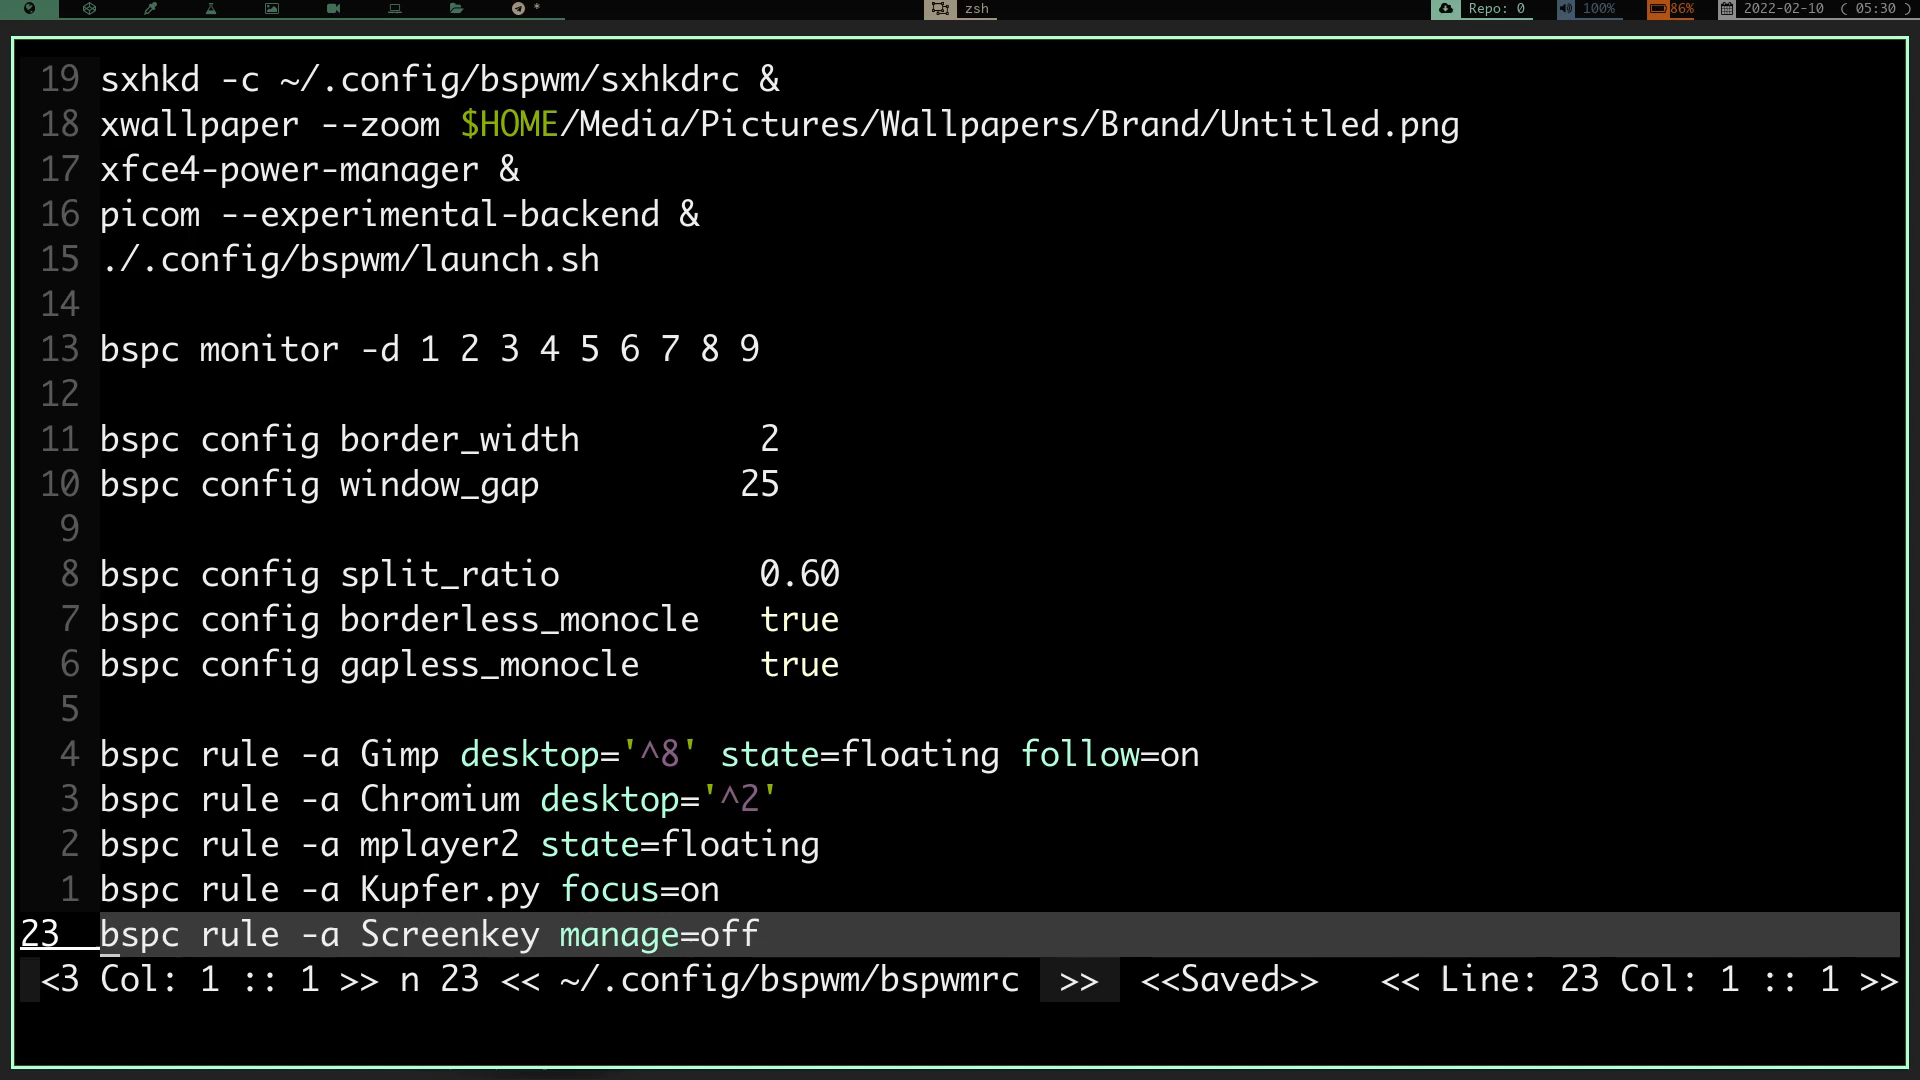 * zsh Repo: 0 100% 86% 2022-02-10 ( 05:30 )
19 sxhkd -c ~/.config/bspwm/sxhkdrc &
18 xwallpaper --zoom $HOME/Media/Pictures/Wallpapers/Brand/Untitled.png
17 xfce4-power-manager &
16 picom --experimental-backend &
15 ./.config/bspwm/launch.sh
14
13 bspc monitor -d 1 2 3 4 5 6 7 8 9
12
11 bspc config border_width         2
10 bspc config window_gap          25
9
8 bspc config split_ratio          0.60
7 bspc config borderless_monocle   true
6 bspc config gapless_monocle      true
5
4 bspc rule -a Gimp desktop='^8' state=floating follow=on
3 bspc rule -a Chromium desktop='^2'
2 bspc rule -a mplayer2 state=floating
1 bspc rule -a Kupfer.py focus=on
23 bspc rule -a Screenkey manage=off
<3 Col: 1 :: 1 >> n 23 << ~/.config/bspwm/bspwmrc >> <<Saved>> << Line: 23 Col: 1 :: 1 >>